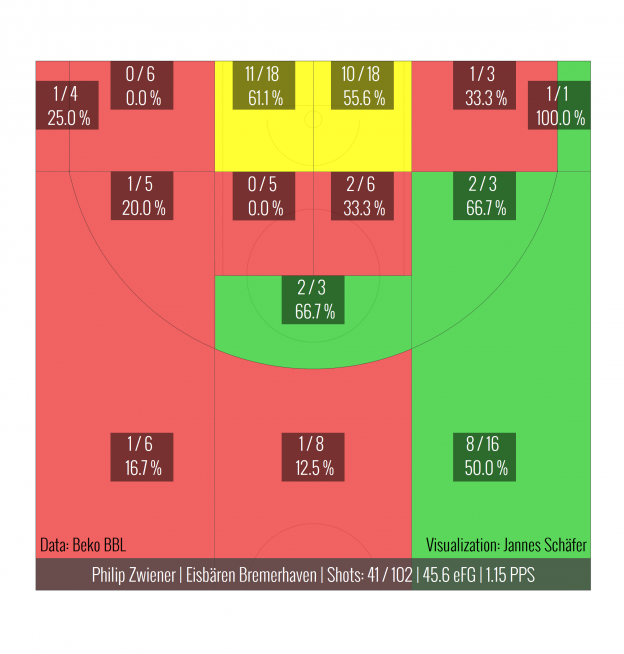 0 / 6
0.0 %
11 / 18
61.1 %
10 / 18
55.6 %
1 / 3
33.3 %
1 / 4
25.0 %
1 / 1
100.0 %
1 / 5
20.0 %
0 / 5
0.0 %
2 / 6
33.3 %
2 / 3
66.7 %
2 / 3
66.7 %
1 / 6
16.7 %
1 / 8
12.5 %
8 / 16
50.0 %
Data: Beko BBL
Visualization: Jannes Schäfer
Philip Zwiener | Eisbären Bremerhaven | Shots: 41 / 102 | 45.6 eFG | 1.15 PPS